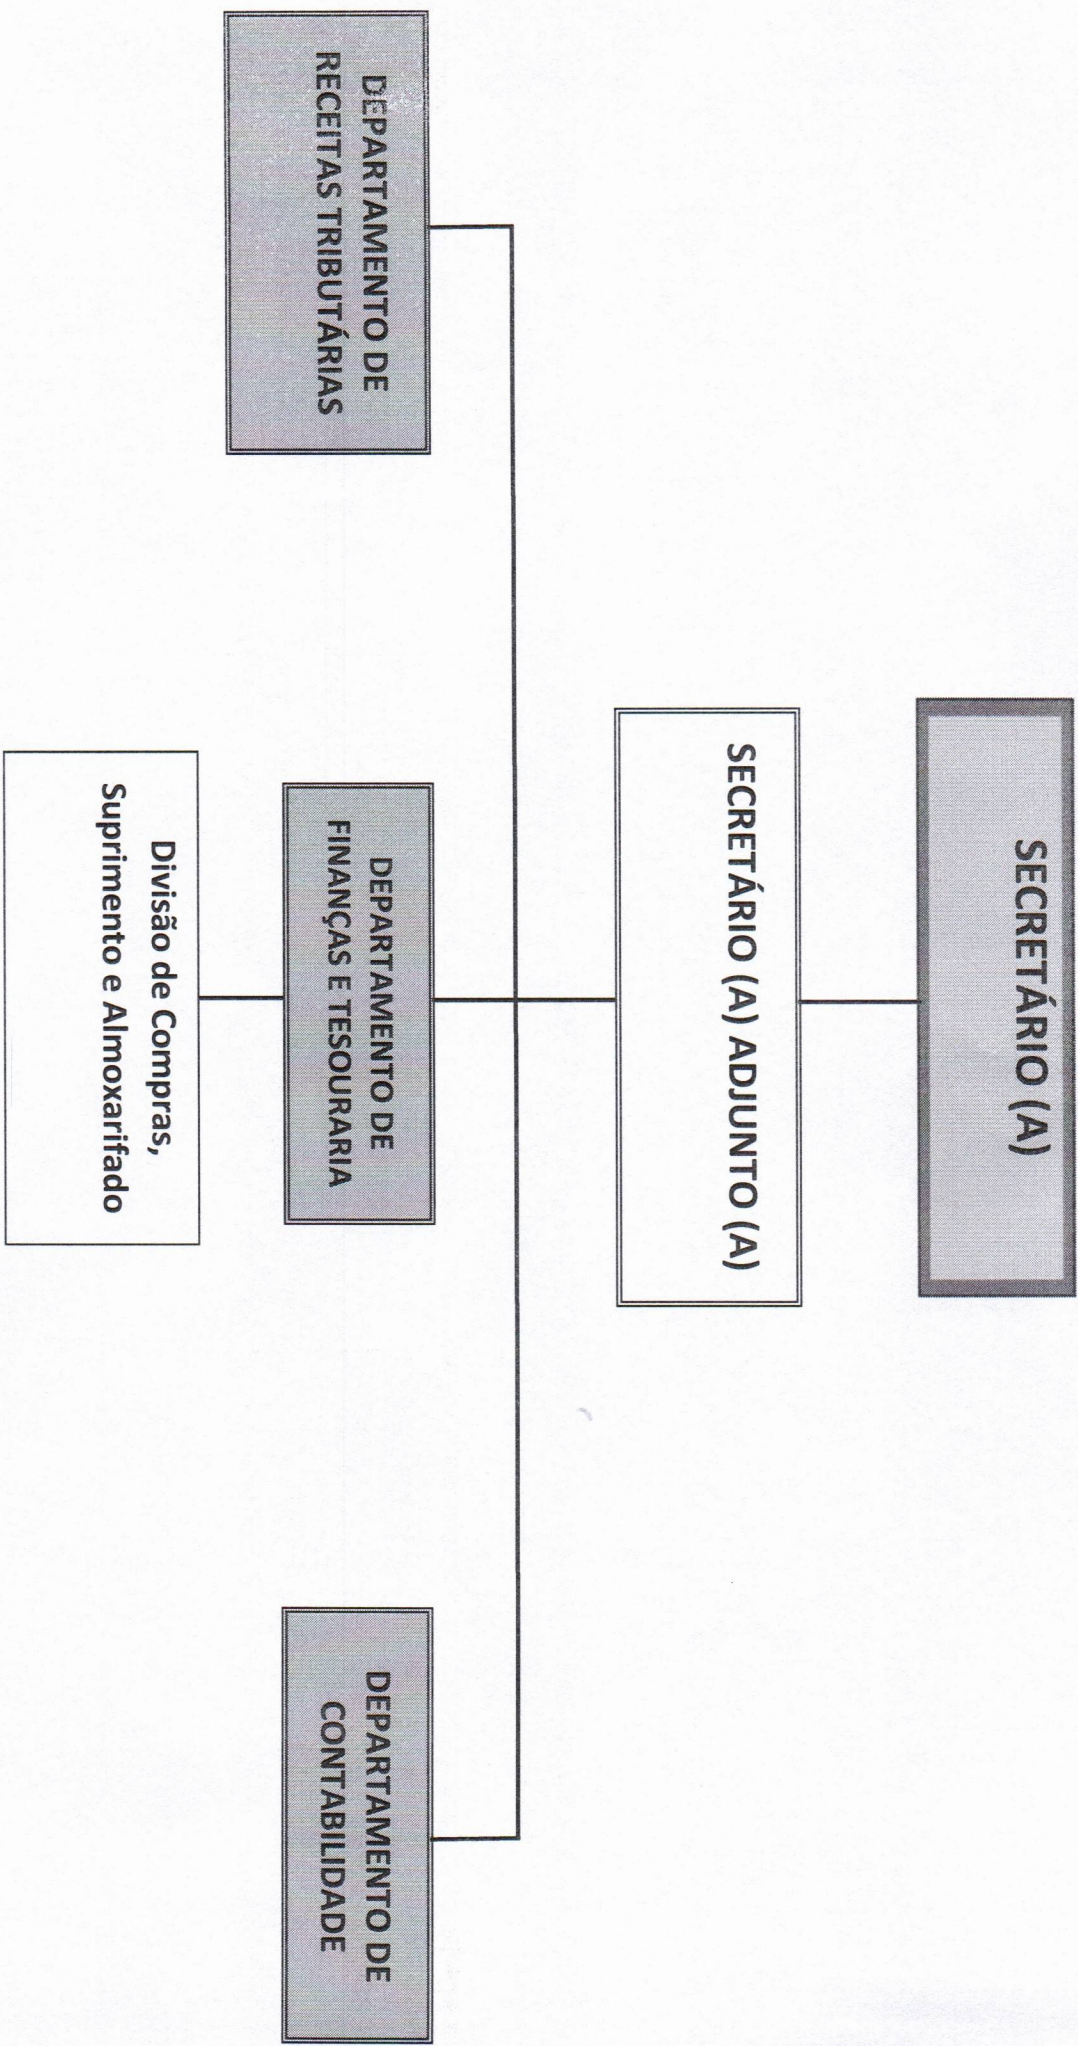 SECRETÁRIO (A)
SECRETÁRIO (A) ADJUNTO (A)
DEPARTAMENTO DE
RECEITAS TRIBUTÁRIAS
DEPARTAMENTO DE
FINANÇAS E TESOURARIA
DEPARTAMENTO DE
CONTABILIDADE
Divisão de Compras,
Suprimento e Almoxarifado